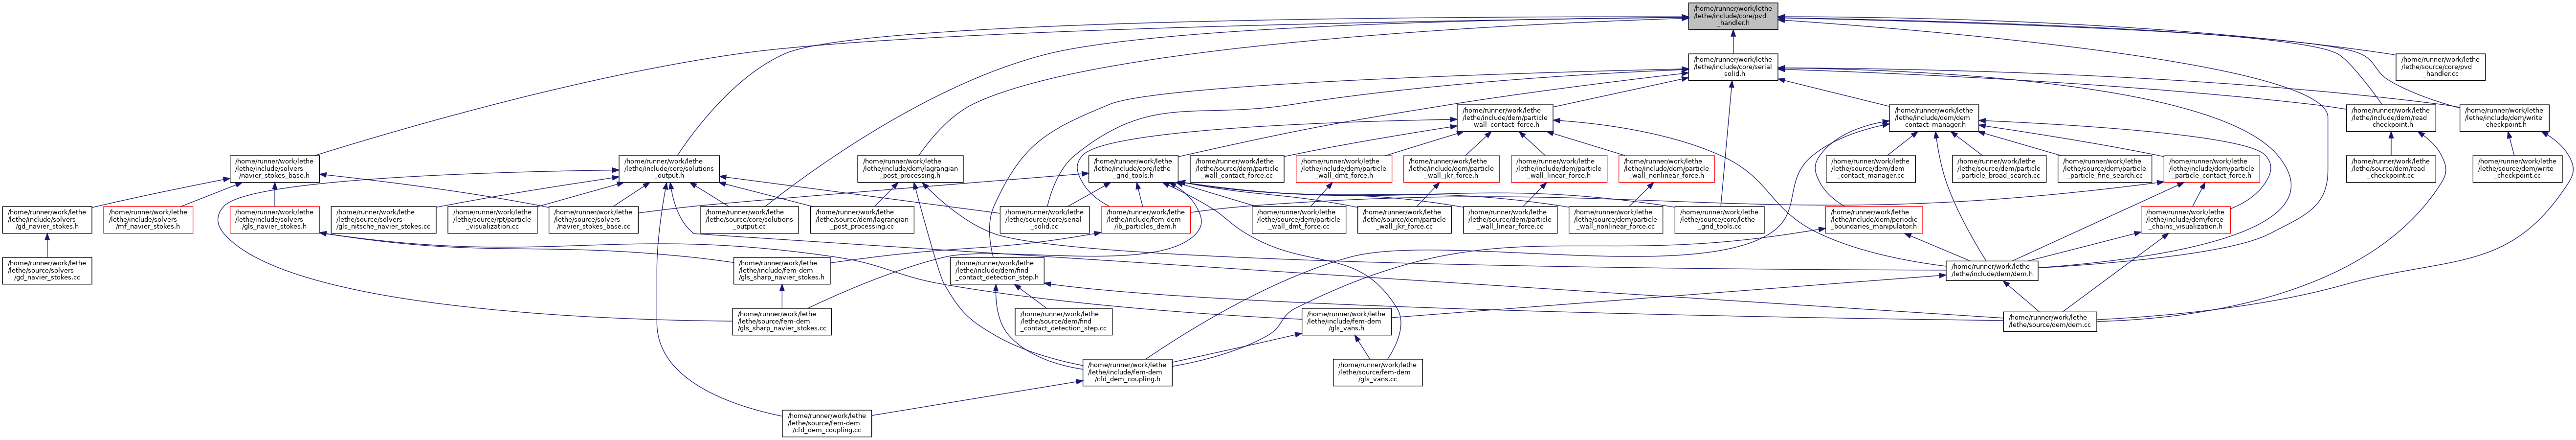 /home/runner/work/lethe
/lethe/include/core/pvd
_handler.h
/home/runner/work/lethe
/lethe/include/core/serial
_solid.h
/home/runner/work/lethe
/lethe/source/core/pvd
_handler.cc
/home/runner/work/lethe
/lethe/include/dem/particle
_wall_contact_force.h
/home/runner/work/lethe
/lethe/include/dem/dem
_contact_manager.h
/home/runner/work/lethe
/lethe/include/dem/read
_checkpoint.h
/home/runner/work/lethe
/lethe/include/dem/write
_checkpoint.h
/home/runner/work/lethe
/lethe/include/solvers
/navier_stokes_base.h
/home/runner/work/lethe
/lethe/include/core/solutions
_output.h
/home/runner/work/lethe
/lethe/include/dem/lagrangian
_post_processing.h
/home/runner/work/lethe
/lethe/include/core/lethe
_grid_tools.h
/home/runner/work/lethe
/lethe/source/dem/particle
_wall_contact_force.cc
/home/runner/work/lethe
/lethe/include/dem/particle
_wall_dmt_force.h
/home/runner/work/lethe
/lethe/include/dem/particle
_wall_jkr_force.h
/home/runner/work/lethe
/lethe/include/dem/particle
_wall_linear_force.h
/home/runner/work/lethe
/lethe/include/dem/particle
_wall_nonlinear_force.h
/home/runner/work/lethe
/lethe/source/dem/dem
_contact_manager.cc
/home/runner/work/lethe
/lethe/source/dem/particle
_particle_broad_search.cc
/home/runner/work/lethe
/lethe/source/dem/particle
_particle_fine_search.cc
/home/runner/work/lethe
/lethe/include/dem/particle
_particle_contact_force.h
/home/runner/work/lethe
/lethe/source/dem/read
_checkpoint.cc
/home/runner/work/lethe
/lethe/source/dem/write
_checkpoint.cc
/home/runner/work/lethe
/lethe/include/solvers
/gd_navier_stokes.h
/home/runner/work/lethe
/lethe/include/solvers
/mf_navier_stokes.h
/home/runner/work/lethe
/lethe/include/solvers
/gls_navier_stokes.h
/home/runner/work/lethe
/lethe/source/solvers
/gls_nitsche_navier_stokes.cc
/home/runner/work/lethe
/lethe/source/rpt/particle
_visualization.cc
/home/runner/work/lethe
/lethe/source/solvers
/navier_stokes_base.cc
/home/runner/work/lethe
/lethe/source/core/solutions
_output.cc
/home/runner/work/lethe
/lethe/source/dem/lagrangian
_post_processing.cc
/home/runner/work/lethe
/lethe/source/core/serial
_solid.cc
/home/runner/work/lethe
/lethe/include/fem-dem
/ib_particles_dem.h
/home/runner/work/lethe
/lethe/source/dem/particle
_wall_dmt_force.cc
/home/runner/work/lethe
/lethe/source/dem/particle
_wall_jkr_force.cc
/home/runner/work/lethe
/lethe/source/dem/particle
_wall_linear_force.cc
/home/runner/work/lethe
/lethe/source/dem/particle
_wall_nonlinear_force.cc
/home/runner/work/lethe
/lethe/source/core/lethe
_grid_tools.cc
/home/runner/work/lethe
/lethe/include/dem/periodic
_boundaries_manipulator.h
/home/runner/work/lethe
/lethe/include/dem/force
_chains_visualization.h
/home/runner/work/lethe
/lethe/source/solvers
/gd_navier_stokes.cc
/home/runner/work/lethe
/lethe/include/fem-dem
/gls_sharp_navier_stokes.h
/home/runner/work/lethe
/lethe/include/dem/find
_contact_detection_step.h
/home/runner/work/lethe
/lethe/include/dem/dem.h
/home/runner/work/lethe
/lethe/source/fem-dem
/gls_sharp_navier_stokes.cc
/home/runner/work/lethe
/lethe/source/dem/find
_contact_detection_step.cc
/home/runner/work/lethe
/lethe/include/fem-dem
/gls_vans.h
/home/runner/work/lethe
/lethe/source/dem/dem.cc
/home/runner/work/lethe
/lethe/include/fem-dem
/cfd_dem_coupling.h
/home/runner/work/lethe
/lethe/source/fem-dem
/gls_vans.cc
/home/runner/work/lethe
/lethe/source/fem-dem
/cfd_dem_coupling.cc